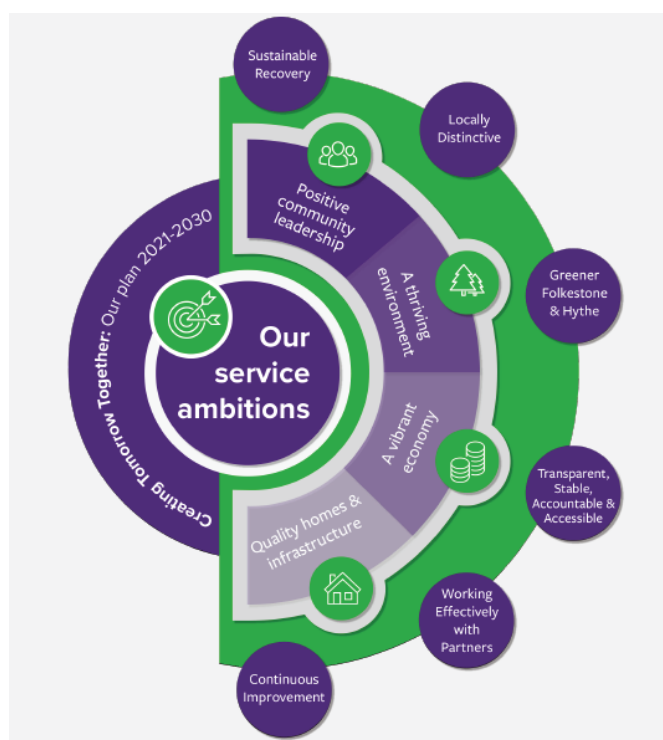 Sustainable
Recovery
Locally
Distinctive
Positive
community
leadership
A thriving
environment
Greener
Folkestone
& Hythe
Creating Tomorrow Together: Our plan 2021-2030
Our
service
ambitions
A vibrant
economy
Transparent,
Stable,
Accountable &
Accessible
Quality homes &
infrastructure
Working
Effectively
with
Partners
Continuous
Improvement